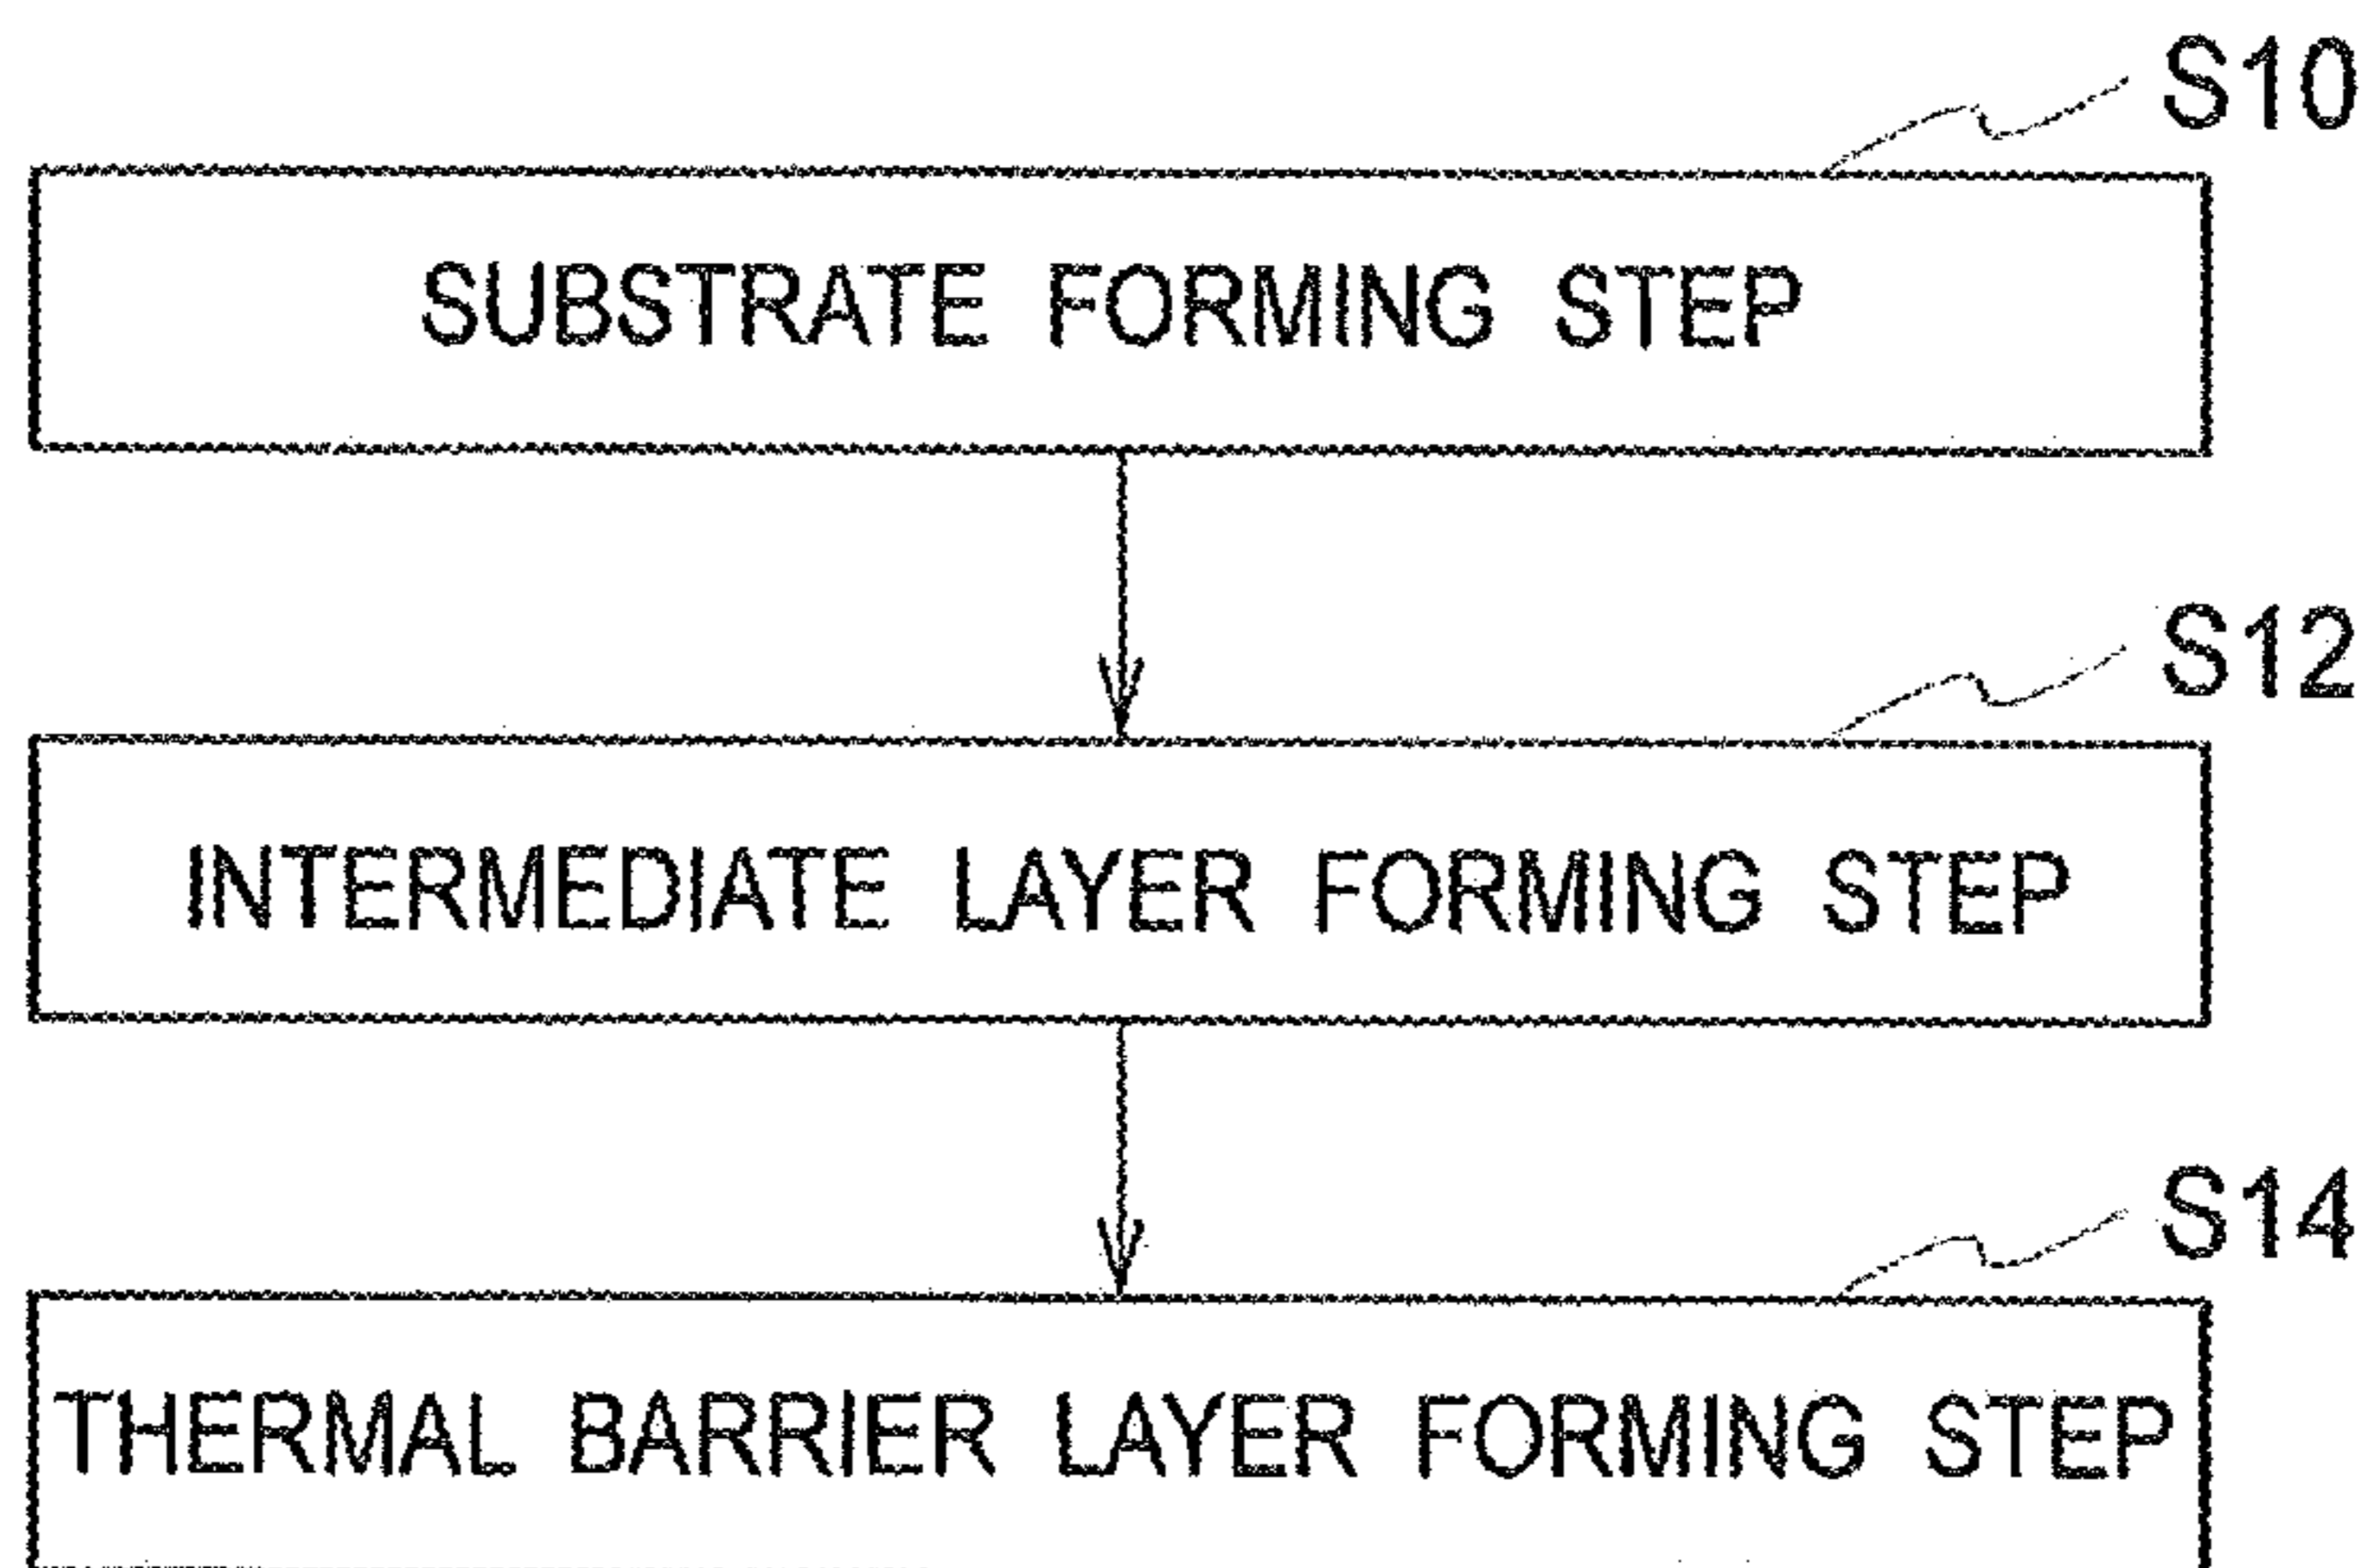 S10
SUBSTRATE FORMING STEP
S12
INTERMEDIATE LAYER FORMING STEP
S14
THERMAL BARRIER LAYER FORMING STEP